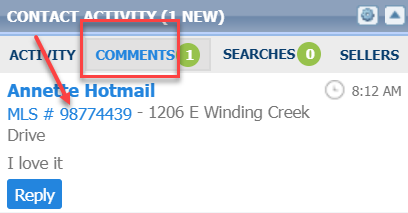 CONTACT ACTIVITY (1 NEW)
ACTIVITY COMMENTS 1 SEARCHES 0 SELLERS
Annette Hotmail 8:12 AM
MLS # 98774439 - 1206 E Winding Creek
Drive
I love it
Reply